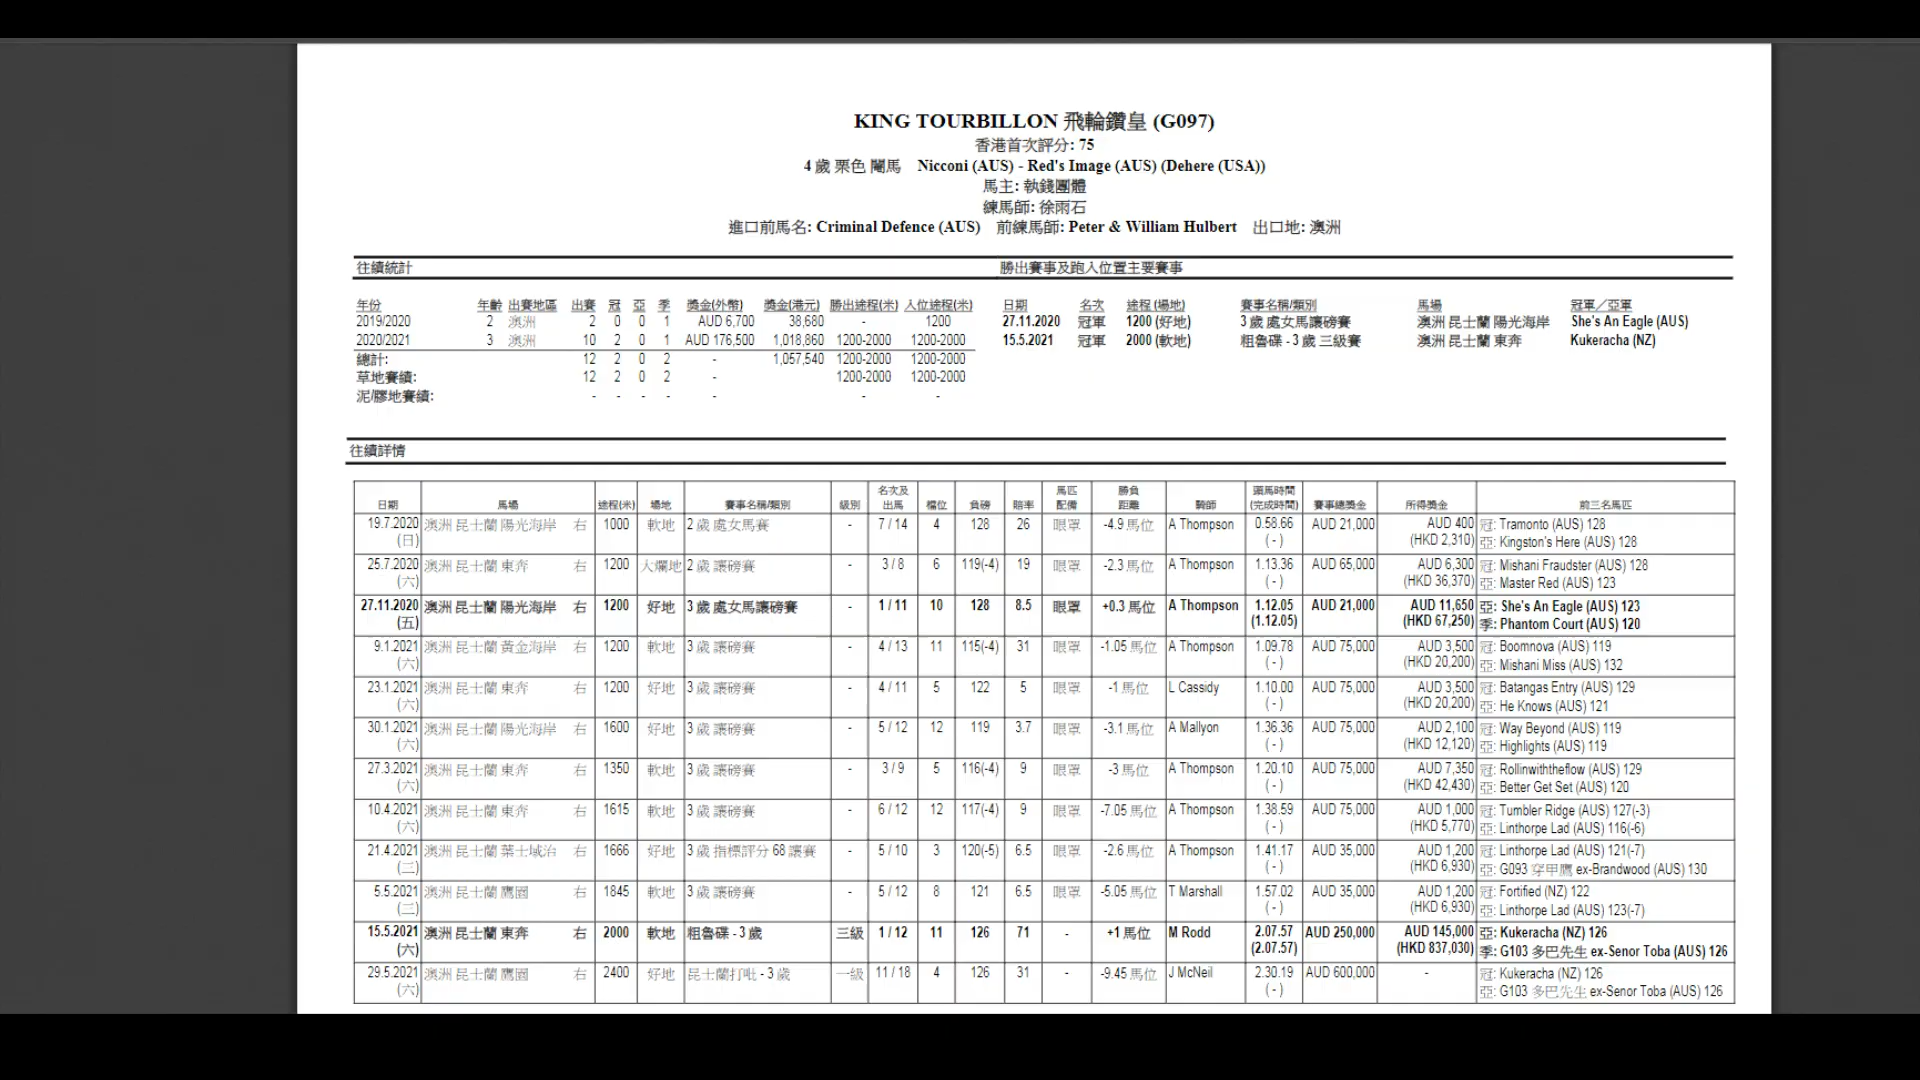 KING TOURBILLON 飛輪鑽皇 (G097)
香港首次評分: 75
4 歲 栗色 閹馬 Nicconi (AUS) - Red's Image (AUS) (Dehere (USA))
馬主: 執錢團體
練馬師: 徐雨石
進口前馬名: Criminal Defence (AUS) 前練馬師: Peter & William Hulbert 出口地: 澳洲
往績統計 勝出賽事及跑入位置主要賽事
年份 年齡 出賽地區 出賽 冠 亞 季 獎金(外幣) 獎金(港元) 勝出途程(米) 入位途程(米) 日期 名次 途程 (場地) 賽事名稱/類別 馬場 冠軍／亞軍
2019/2020 2 澳洲 2 0 0 1 AUD 6,700 38,680 - 1200 27.11.2020 冠軍 1200 (好地) 3 歲 處女馬讓磅賽 澳洲 昆士蘭 陽光海岸 She's An Eagle (AUS)
2020/2021 3 澳洲 10 2 0 1 AUD 176,500 1,018,860 1200-2000 1200-2000 15.5.2021 冠軍 2000 (軟地) 粗魯碟 - 3 歲 三級賽 澳洲 昆士蘭 東奔 Kukeracha (NZ)
總計: 12 2 0 2 - 1,057,540 1200-2000 1200-2000
草地賽績: 12 2 0 2 - 1200-2000 1200-2000
泥/膠地賽績: - - - - - - -
往績詳情
日期 馬場 途程(米) 場地 賽事名稱/類別 級別 名次及出馬 檔位 負磅 賠率 馬匹配備 勝負距離 騎師 頭馬時間(完成時間) 賽事總獎金 所得獎金 前三名馬匹
19.7.2020 澳洲 昆士蘭 陽光海岸 右 1000 軟地 2 歲 處女馬賽 - 7 / 14 4 128 26 眼罩 -4.9 馬位 A Thompson 0.58.66 AUD 21,000 AUD 400 冠: Tramonto (AUS) 128
(日) ( - ) (HKD 2,310) 亞: Kingston's Here (AUS) 128
25.7.2020 澳洲 昆士蘭 東奔 右 1200 大爛地 2 歲 讓磅賽 - 3 / 8 6 119(-4) 19 眼罩 -2.3 馬位 A Thompson 1.13.36 AUD 65,000 AUD 6,300 冠: Mishani Fraudster (AUS) 128
(六) ( - ) (HKD 36,370) 亞: Master Red (AUS) 123
27.11.2020 澳洲 昆士蘭 陽光海岸 右 1200 好地 3 歲 處女馬讓磅賽 - 1 / 11 10 128 8.5 眼罩 +0.3 馬位 A Thompson 1.12.05 AUD 21,000 AUD 11,650 亞: She's An Eagle (AUS) 123
(五) (1.12.05) (HKD 67,250) 季: Phantom Court (AUS) 120
9.1.2021 澳洲 昆士蘭 黃金海岸 右 1200 軟地 3 歲 讓磅賽 - 4 / 13 11 115(-4) 31 眼罩 -1.05 馬位 A Thompson 1.09.78 AUD 75,000 AUD 3,500 冠: Boomnova (AUS) 119
(六) ( - ) (HKD 20,200) 亞: Mishani Miss (AUS) 132
23.1.2021 澳洲 昆士蘭 東奔 右 1200 好地 3 歲 讓磅賽 - 4 / 11 5 122 5 眼罩 -1 馬位 L Cassidy 1.10.00 AUD 75,000 AUD 3,500 冠: Batangas Entry (AUS) 129
(六) ( - ) (HKD 20,200) 亞: He Knows (AUS) 121
30.1.2021 澳洲 昆士蘭 陽光海岸 右 1600 好地 3 歲 讓磅賽 - 5 / 12 12 119 3.7 眼罩 -3.1 馬位 A Mallyon 1.36.36 AUD 75,000 AUD 2,100 冠: Way Beyond (AUS) 119
(六) ( - ) (HKD 12,120) 亞: Highlights (AUS) 119
27.3.2021 澳洲 昆士蘭 東奔 右 1350 軟地 3 歲 讓磅賽 - 3 / 9 5 116(-4) 9 眼罩 -3 馬位 A Thompson 1.20.10 AUD 75,000 AUD 7,350 冠: Rollinwiththeflow (AUS) 129
(六) ( - ) (HKD 42,430) 亞: Better Get Set (AUS) 120
10.4.2021 澳洲 昆士蘭 東奔 右 1615 軟地 3 歲 讓磅賽 - 6 / 12 12 117(-4) 9 眼罩 -7.05 馬位 A Thompson 1.38.59 AUD 75,000 AUD 1,000 冠: Tumbler Ridge (AUS) 127(-3)
(六) ( - ) (HKD 5,770) 亞: Linthorpe Lad (AUS) 116(-6)
21.4.2021 澳洲 昆士蘭 葉士域治 右 1666 好地 3 歲 指標評分 68 讓賽 - 5 / 10 3 120(-5) 6.5 眼罩 -2.6 馬位 A Thompson 1.41.17 AUD 35,000 AUD 1,200 冠: Linthorpe Lad (AUS) 121(-7)
(三) ( - ) (HKD 6,930) 亞: G093 穿甲鷹 ex-Brandwood (AUS) 130
5.5.2021 澳洲 昆士蘭 鷹園 右 1845 軟地 3 歲 讓磅賽 - 5 / 12 8 121 6.5 眼罩 -5.05 馬位 T Marshall 1.57.02 AUD 35,000 AUD 1,200 冠: Fortified (NZ) 122
(三) ( - ) (HKD 6,930) 亞: Linthorpe Lad (AUS) 123(-7)
15.5.2021 澳洲 昆士蘭 東奔 右 2000 軟地 粗魯碟 - 3 歲 三級 1 / 12 11 126 71 - +1 馬位 M Rodd 2.07.57 AUD 250,000 AUD 145,000 亞: Kukeracha (NZ) 126
(六) (2.07.57) (HKD 837,030) 季: G103 多巴先生 ex-Senor Toba (AUS) 126
29.5.2021 澳洲 昆士蘭 鷹園 右 2400 好地 昆士蘭打吡 - 3 歲 一級 11 / 18 4 126 31 - -9.45 馬位 J McNeil 2.30.19 AUD 600,000 - 冠: Kukeracha (NZ) 126
(六) ( - ) 亞: G103 多巴先生 ex-Senor Toba (AUS) 126